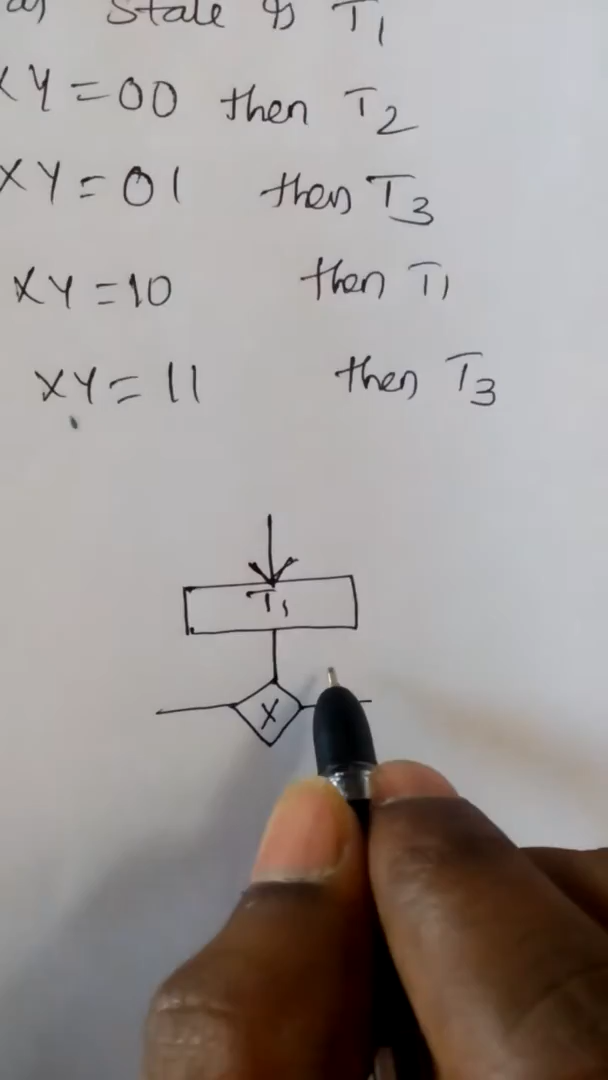 State is T1
XY=00 then T2
XY=01 then T3
XY=10 then T1
XY=11 then T3
T1
X